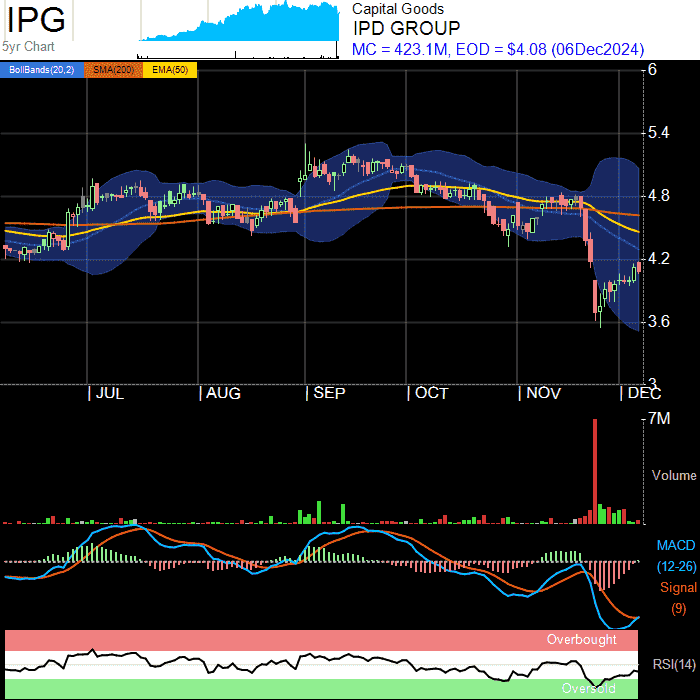 IPG
5yr Chart
Capital Goods
IPD GROUP
MC = 423.1M, EOD = $4.08 (06Dec2024)
BollBands(20,2) SMA(200) EMA(50)
6
5.4
4.8
4.2
3.6
3
| JUL | AUG | SEP | OCT | NOV | DEC
7M
Volume
MACD
(12-26)
Signal
(9)
Overbought
RSI(14)
Oversold